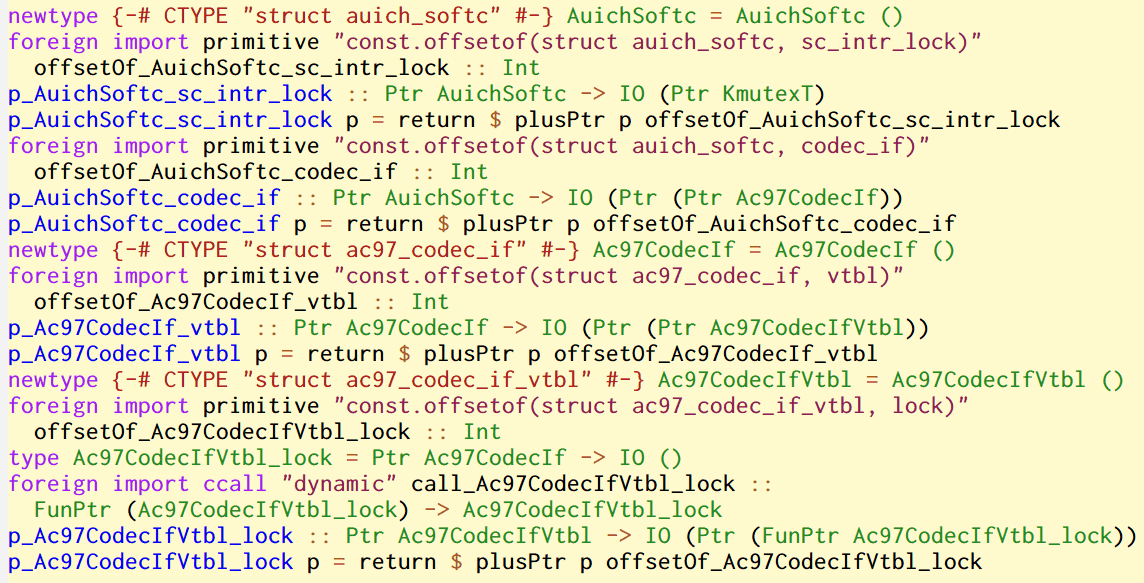 newtype {-# CTYPE "struct auich_softc" #-} AuichSoftc = AuichSoftc ()
foreign import primitive "const.offsetof(struct auich_softc, sc_intr_lock)"
  offsetOf_AuichSoftc_sc_intr_lock :: Int
p_AuichSoftc_sc_intr_lock :: Ptr AuichSoftc -> IO (Ptr KmutexT)
p_AuichSoftc_sc_intr_lock p = return $ plusPtr p offsetOf_AuichSoftc_sc_intr_lock
foreign import primitive "const.offsetof(struct auich_softc, codec_if)"
  offsetOf_AuichSoftc_codec_if :: Int
p_AuichSoftc_codec_if :: Ptr AuichSoftc -> IO (Ptr (Ptr Ac97CodecIf))
p_AuichSoftc_codec_if p = return $ plusPtr p offsetOf_AuichSoftc_codec_if
newtype {-# CTYPE "struct ac97_codec_if" #-} Ac97CodecIf = Ac97CodecIf ()
foreign import primitive "const.offsetof(struct ac97_codec_if, vtbl)"
  offsetOf_Ac97CodecIf_vtbl :: Int
p_Ac97CodecIf_vtbl :: Ptr Ac97CodecIf -> IO (Ptr (Ptr Ac97CodecIfVtbl))
p_Ac97CodecIf_vtbl p = return $ plusPtr p offsetOf_Ac97CodecIf_vtbl
newtype {-# CTYPE "struct ac97_codec_if_vtbl" #-} Ac97CodecIfVtbl = Ac97CodecIfVtbl ()
foreign import primitive "const.offsetof(struct ac97_codec_if_vtbl, lock)"
  offsetOf_Ac97CodecIfVtbl_lock :: Int
type Ac97CodecIfVtbl_lock = Ptr Ac97CodecIf -> IO ()
foreign import ccall "dynamic" call_Ac97CodecIfVtbl_lock ::
  FunPtr (Ac97CodecIfVtbl_lock) -> Ac97CodecIfVtbl_lock
p_Ac97CodecIfVtbl_lock :: Ptr Ac97CodecIfVtbl -> IO (Ptr (FunPtr Ac97CodecIfVtbl_lock))
p_Ac97CodecIfVtbl_lock p = return $ plusPtr p offsetOf_Ac97CodecIfVtbl_lock